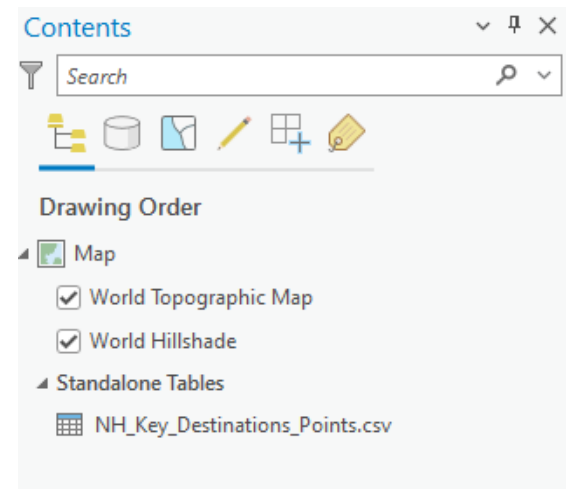 Contents
Search
Drawing Order
Map
World Topographic Map
World Hillshade
Standalone Tables
NH_Key_Destinations_Points.csv